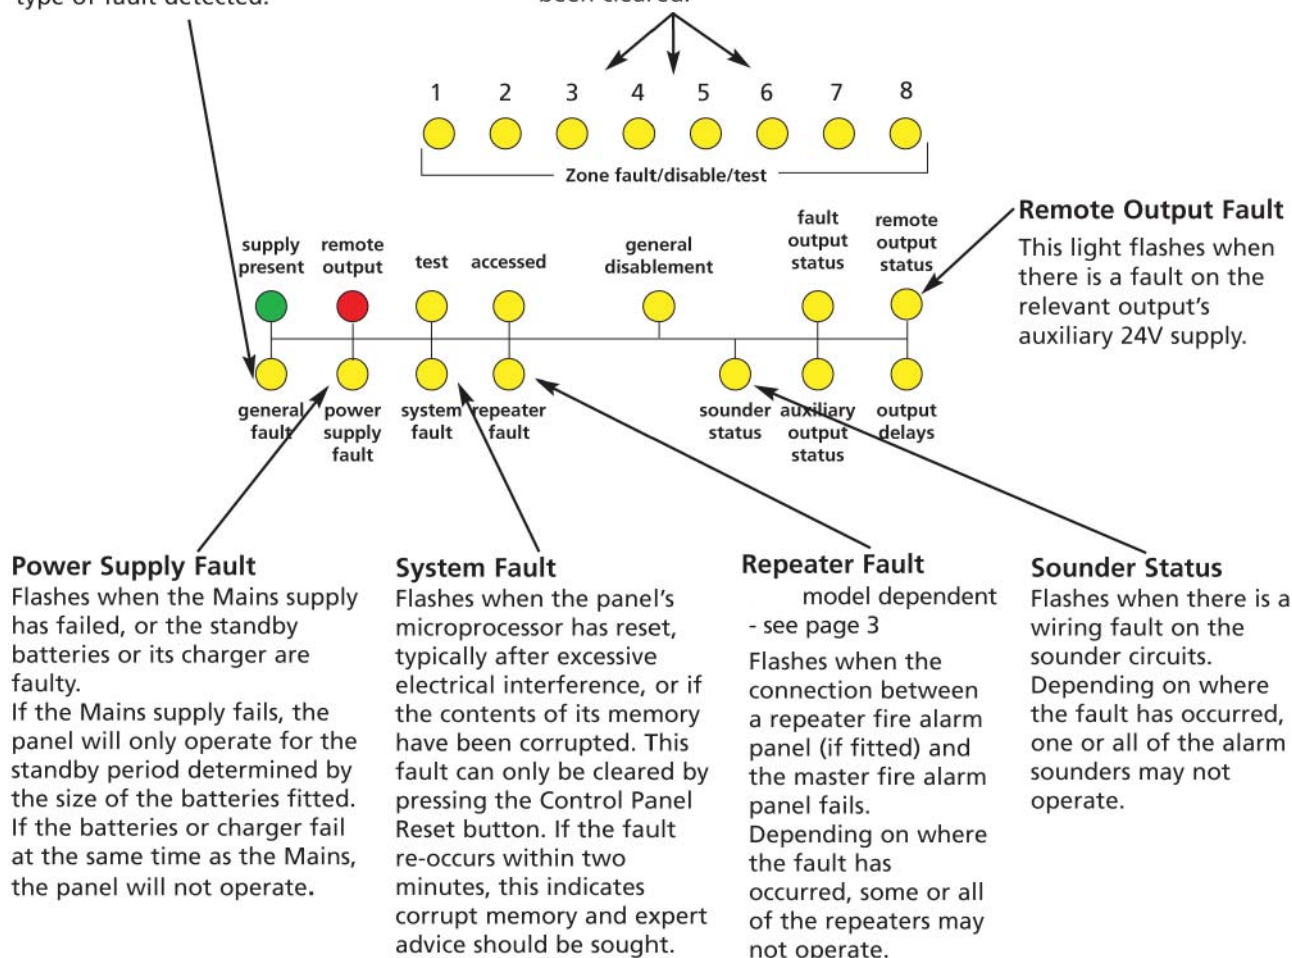 type of fault detected.
been cleared.
1 2 3 4 5 6 7 8
Zone fault/disable/test
supply present
remote output
test
accessed
general disablement
fault output status
remote output status
general fault
power supply fault
system fault
repeater fault
sounder status
auxiliary output status
output delays
Remote Output Fault
This light flashes when
there is a fault on the
relevant output's
auxiliary 24V supply.
Power Supply Fault
Flashes when the Mains supply
has failed, or the standby
batteries or its charger are
faulty.
If the Mains supply fails, the
panel will only operate for the
standby period determined by
the size of the batteries fitted.
If the batteries or charger fail
at the same time as the Mains,
the panel will not operate.
System Fault
Flashes when the panel's
microprocessor has reset,
typically after excessive
electrical interference, or if
the contents of its memory
have been corrupted. This
fault can only be cleared by
pressing the Control Panel
Reset button. If the fault
re-occurs within two
minutes, this indicates
corrupt memory and expert
advice should be sought.
Repeater Fault
model dependent
- see page 3
Flashes when the
connection between
a repeater fire alarm
panel (if fitted) and
the master fire alarm
panel fails.
Depending on where
the fault has
occurred, some or all
of the repeaters may
not operate.
Sounder Status
Flashes when there is a
wiring fault on the
sounder circuits.
Depending on where
the fault has occurred,
one or all of the alarm
sounders may not
operate.